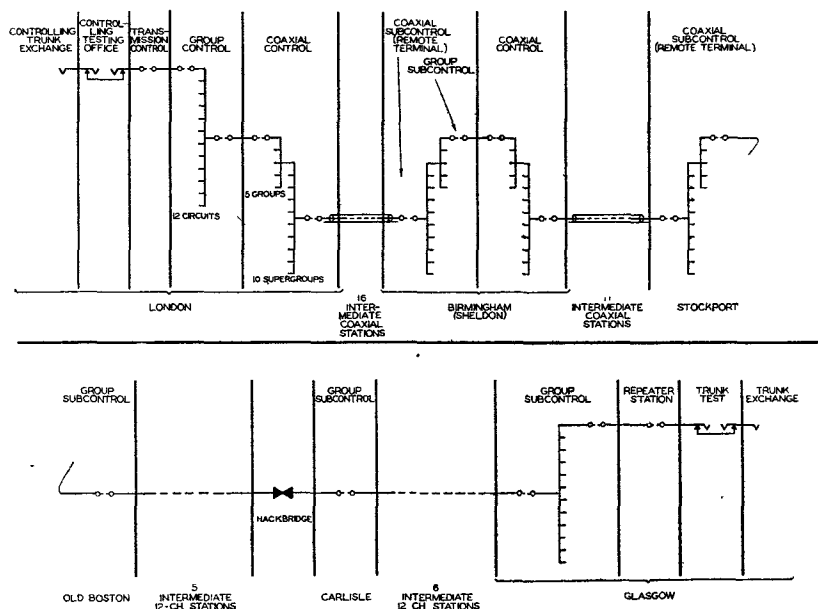 CONTROLLING
TRUNK
EXCHANGE
CONTROL-
LING
TESTING
OFFICE
TRANS-
MISSION
CONTROL
GROUP
CONTROL
COAXIAL
CONTROL
COAXIAL
SUBCONTROL
(REMOTE
TERMINAL)
GROUP
SUBCONTROL
COAXIAL
CONTROL
COAXIAL
SUBCONTROL
(REMOTE TERMINAL)
5 GROUPS
12 CIRCUITS
10 SUPERGROUPS
LONDON
16
INTER-
MEDIATE
COAXIAL
STATIONS
BIRMINGHAM
(SHELDON)
11
INTERMEDIATE
COAXIAL
STATIONS
STOCKPORT
GROUP
SUBCONTROL
GROUP
SUBCONTROL
GROUP
SUBCONTROL
REPEATER
STATION
TRUNK
TEST
TRUNK
EXCHANGE
HACKBRIDGE
OLD BOSTON
5
INTERMEDIATE
12-CH. STATIONS
CARLISLE
6
INTERMEDIATE
12 CH STATIONS
GLASGOW